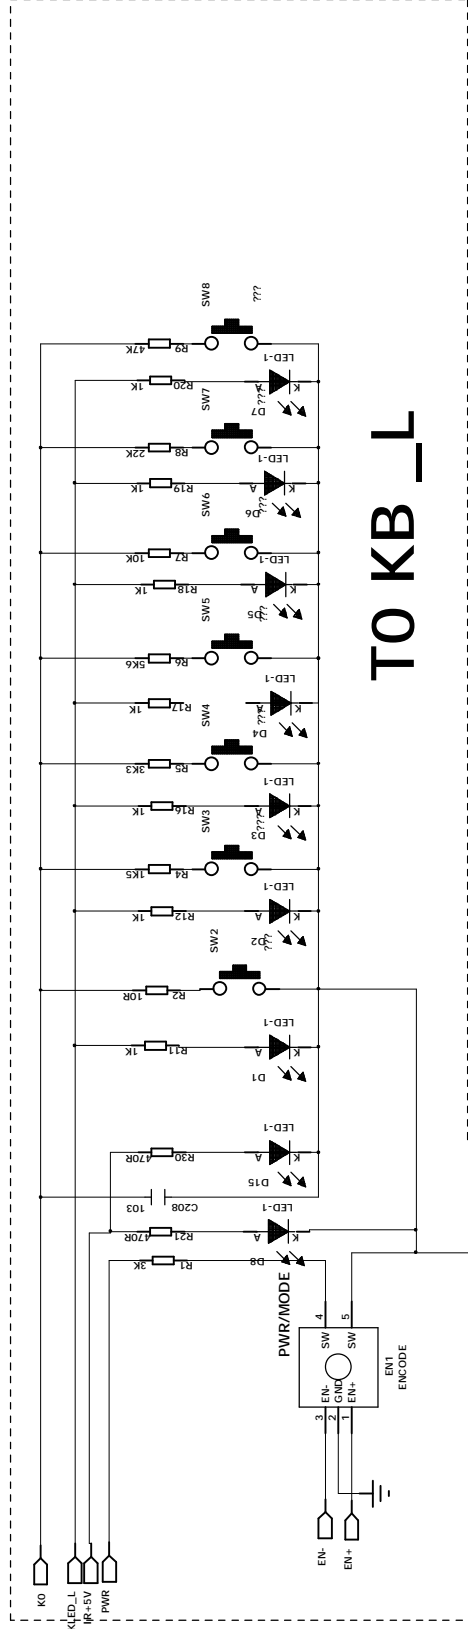 SW8
???
47K
R9
LED-1
1K
R20
A
K
SW7
???
D7
22K
R8
LED-1
1K
R19
A
K
SW6
???
D6
10K
R7
LED-1
1K
R18
A
K
SW5
???
D5
5K6
R6
LED-1
1K
R17
A
K
SW4
???
D4
3K3
R5
LED-1
1K
R16
A
K
SW3
???
D3
1K5
R4
LED-1
1K
R12
A
K
SW2
???
D2
10R
R2
LED-1
1K
R11
A
K
D1
LED-1
470R
R30
A
K
D15
103
C208
LED-1
470R
R21
A
K
D8
3K
R1
PWR/MODE
4
5
SW
SW
EN-
GND
EN+
3
2
1
EN1
ENCODE
EN-
EN+
K0
KLED_L
IR+5V
PWR
TO KB _L